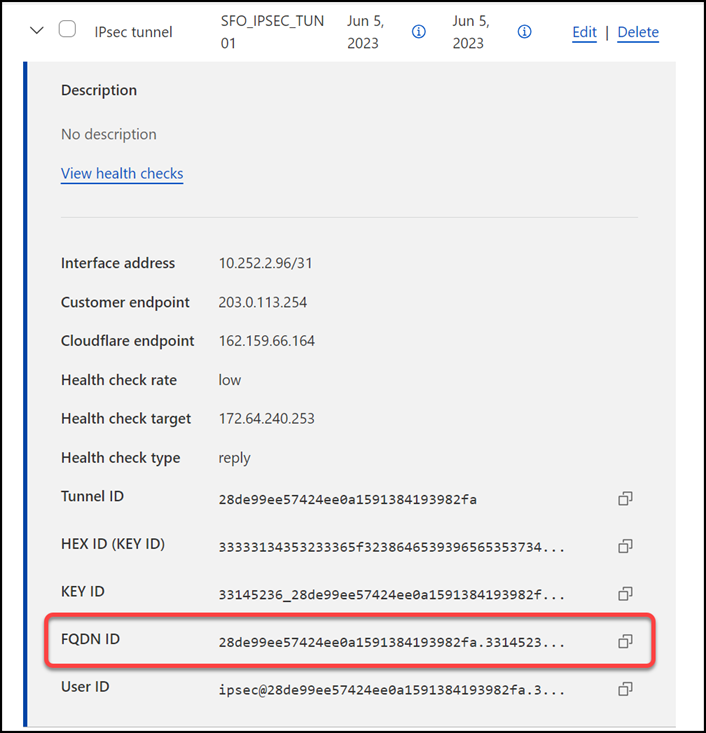 IPsec tunnel SFO_IPSEC_TUN Jun 5, Jun 5, Edit | Delete
01 2023 2023
Description
No description
View health checks
Interface address 10.252.2.96/31
Customer endpoint 203.0.113.254
Cloudflare endpoint 162.159.66.164
Health check rate low
Health check target 172.64.240.253
Health check type reply
Tunnel ID 28de99ee57424ee0a1591384193982fa
HEX ID (KEY ID) 33333134353233365f3238646539396565353734...
KEY ID 33145236_28de99ee57424ee0a1591384193982f...
FQDN ID 28de99ee57424ee0a1591384193982fa.3314523...
User ID ipsec@28de99ee57424ee0a1591384193982fa.3...